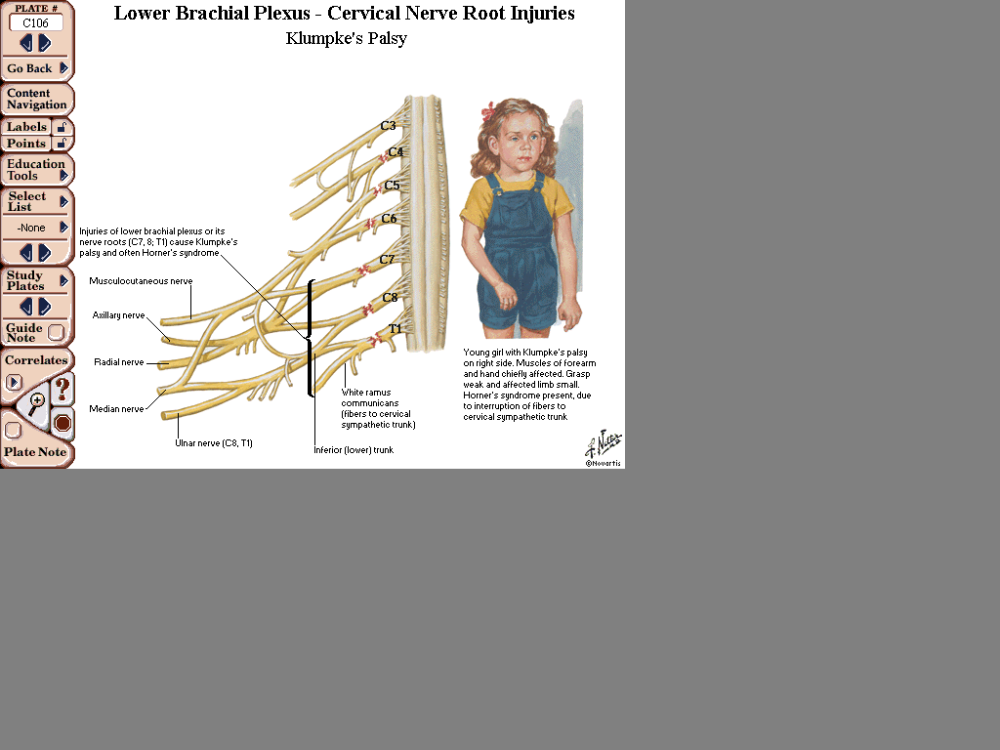 PLATE #
C106
Go Back
Content
Navigation
Labels
Points
Education
Tools
Select
List
-None
Study
Plates
Guide
Note
Correlates
?
Plate Note
Lower Brachial Plexus - Cervical Nerve Root Injuries
Klumpke's Palsy
C3
C4
C5
C6
C7
C8
T1
Injuries of lower brachial plexus or its
nerve roots (C7, 8; T1) cause Klumpke's
palsy and often Horner's syndrome
Musculocutaneous nerve
Axillary nerve
Radial nerve
Median nerve
Ulnar nerve (C8, T1)
White ramus
communicans
(fibers to cervical
sympathetic trunk)
Inferior (lower) trunk
Young girl with Klumpke's palsy
on right side. Muscles of forearm
and hand chiefly affected. Grasp
weak and affected limb small.
Horner's syndrome present, due
to interruption of fibers to
cervical sympathetic trunk
F. Netter
©Novartis